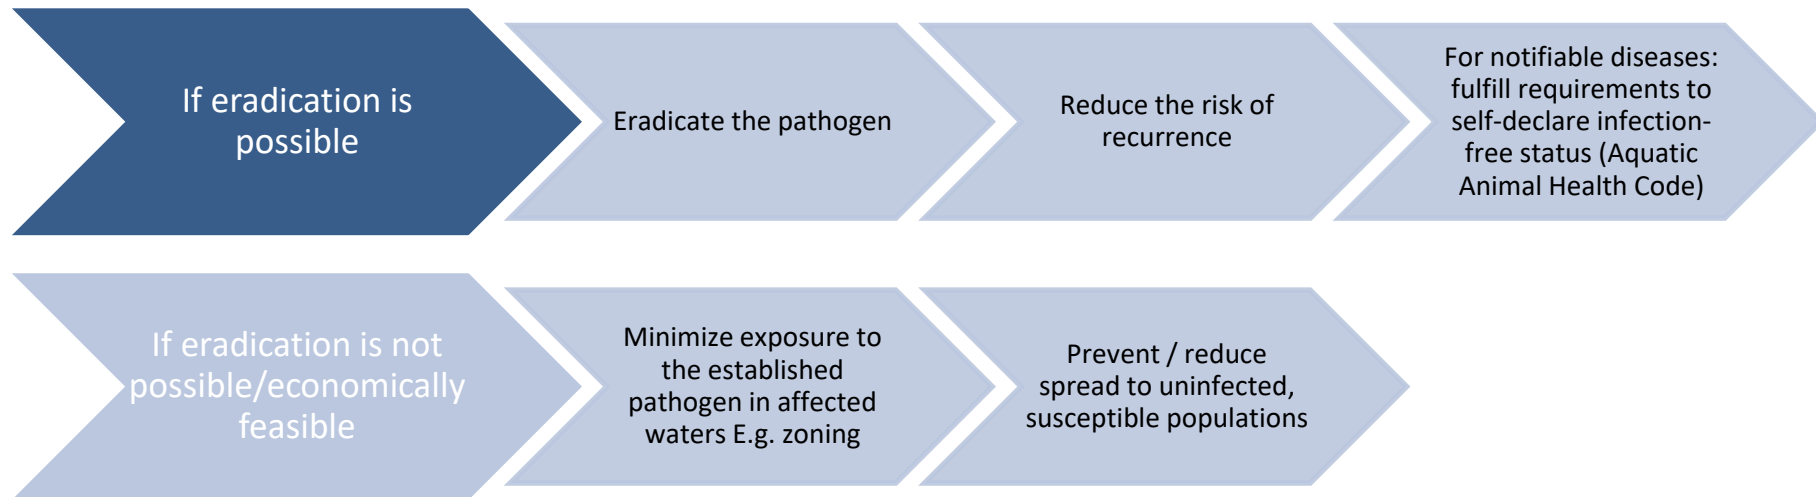 If eradication is
possible
Eradicate the pathogen
Reduce the risk of
recurrence
For notifiable diseases:
fulfill requirements to
self-declare infection-
free status (Aquatic
Animal Health Code)
If eradication is not
possible/economically
feasible
Minimize exposure to
the established
pathogen in affected
waters E.g. zoning
Prevent / reduce
spread to uninfected,
susceptible populations